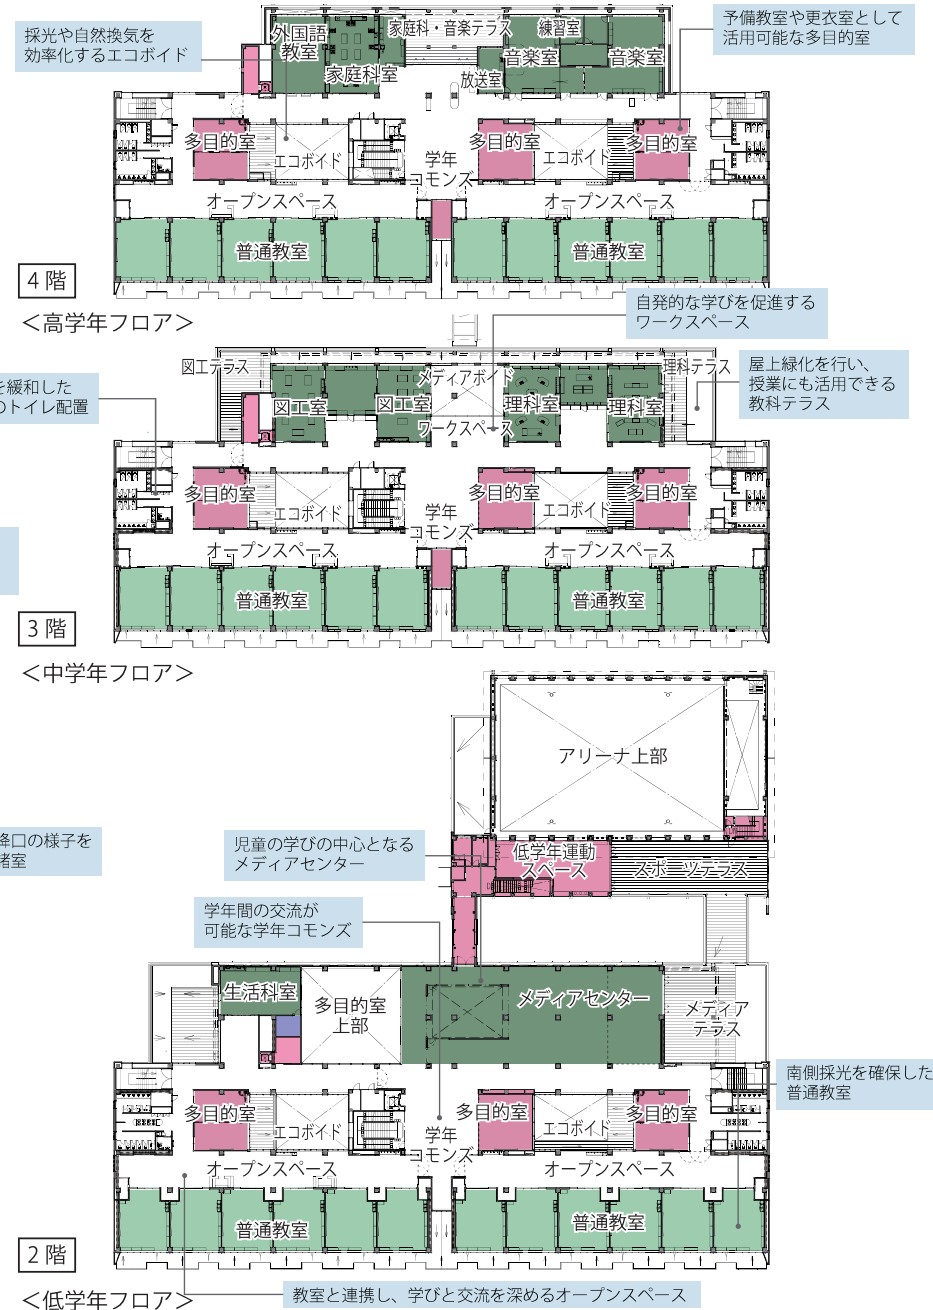 採光や自然換気を
効率化するエコボイド
予備教室や更衣室として
活用可能な多目的室
外国語
教室
家庭科室
家庭科・音楽テラス
練習室
音楽室
音楽室
放送室
多目的室
エコボイド
学年
コモンズ
多目的室
エコボイド
多目的室
オープンスペース
オープンスペース
普通教室
普通教室
4階
＜高学年フロア＞
自発的な学びを促進する
ワークスペース
屋上緑化を行い、
授業にも活用できる
教科テラス
を緩和した
のトイレ配置
図工テラス
メディアボイド
理科テラス
図工室
図工室
理科室
理科室
ワークスペース
多目的室
エコボイド
学年
コモンズ
多目的室
エコボイド
多目的室
オープンスペース
オープンスペース
普通教室
普通教室
3階
＜中学年フロア＞
アリーナ上部
降口の様子を
児童の学びの中心となる
メディアセンター
低学年運動
スペース
スポーツテラス
学年間の交流が
可能な学年コモンズ
生活科室
多目的室
上部
メディアセンター
メディア
テラス
南側採光を確保した
普通教室
多目的室
エコボイド
学年
コモンズ
多目的室
エコボイド
多目的室
オープンスペース
オープンスペース
普通教室
普通教室
2階
＜低学年フロア＞
教室と連携し、学びと交流を深めるオープンスペース